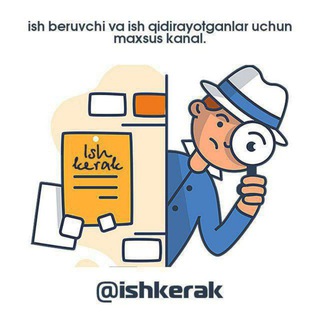 ish beruvchi va ish qidirayotganlar uchun
maxsus kanal.
Ish
kerak
@ishkerak